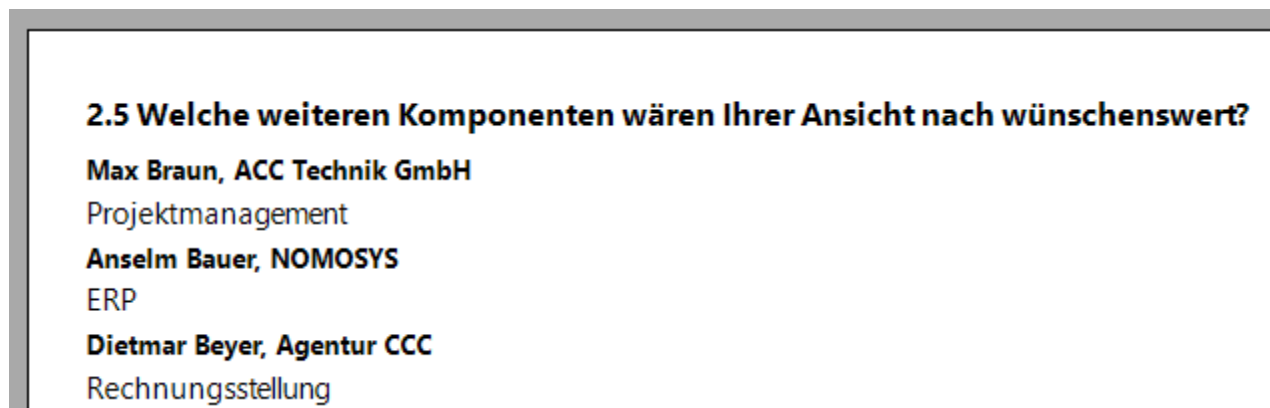 2.5 Welche weiteren Komponenten wären Ihrer Ansicht nach wünschenswert?
Max Braun, ACC Technik GmbH
Projektmanagement
Anselm Bauer, NOMOSYS
ERP
Dietmar Beyer, Agentur CCC
Rechnungsstellung